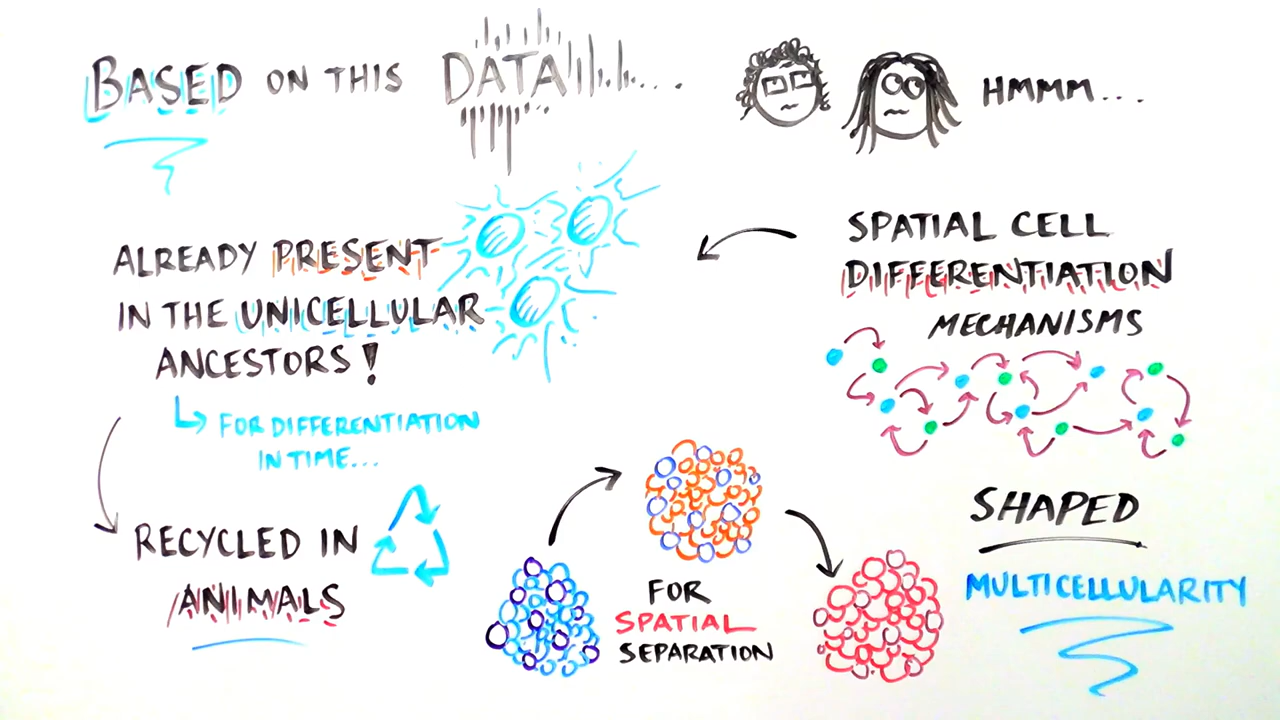 BASED ON THIS DATA....
HMMM...
SPATIAL CELL
DIFFERENTIATION
MECHANISMS
ALREADY PRESENT
IN THE UNICELLULAR
ANCESTORS!
FOR DIFFERENTIATION
IN TIME...
RECYCLED IN
ANIMALS
FOR
SPATIAL
SEPARATION
SHAPED
MULTICELLULARITY